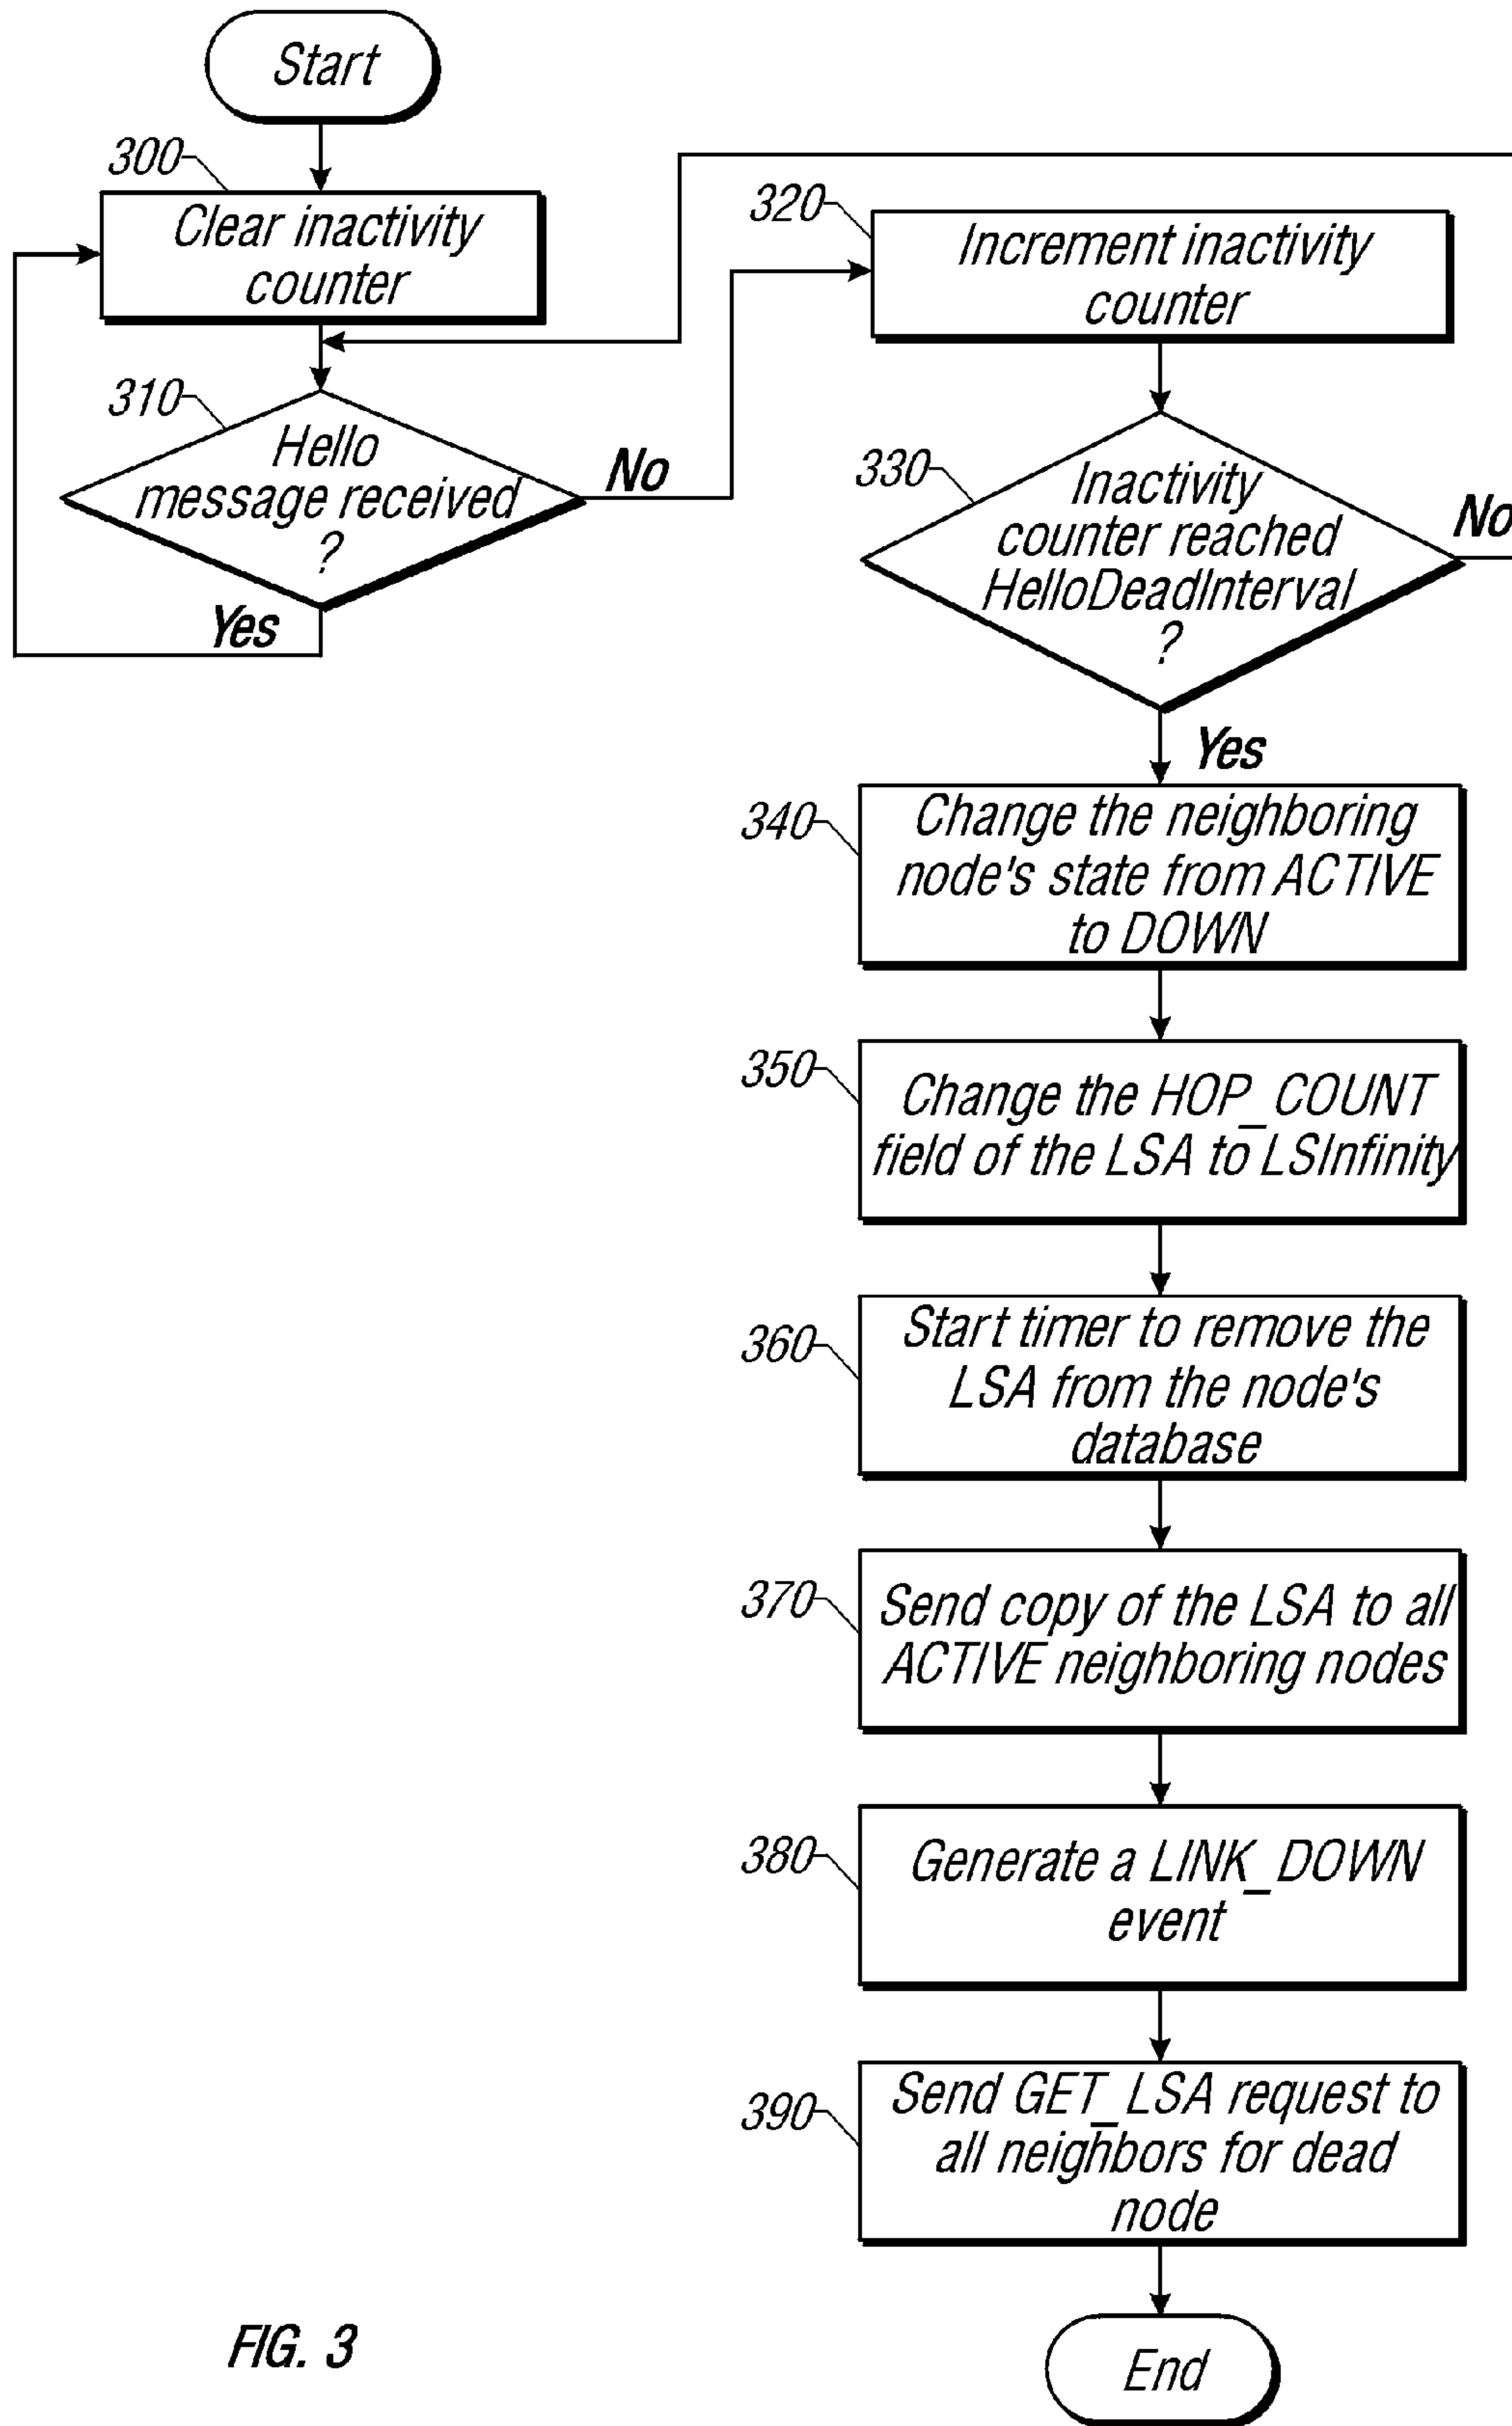 Start
300
Clear inactivity
counter
310
Hello
message received
?
No
Yes
320
Increment inactivity
counter
330
Inactivity
counter reached
HelloDeadInterval
?
No
Yes
340
Change the neighboring
node's state from ACTIVE
to DOWN
350
Change the HOP_COUNT
field of the LSA to LSInfinity
360
Start timer to remove the
LSA from the node's
database
370
Send copy of the LSA to all
ACTIVE neighboring nodes
380
Generate a LINK_DOWN
event
390
Send GET_LSA request to
all neighbors for dead
node
End
FIG. 3